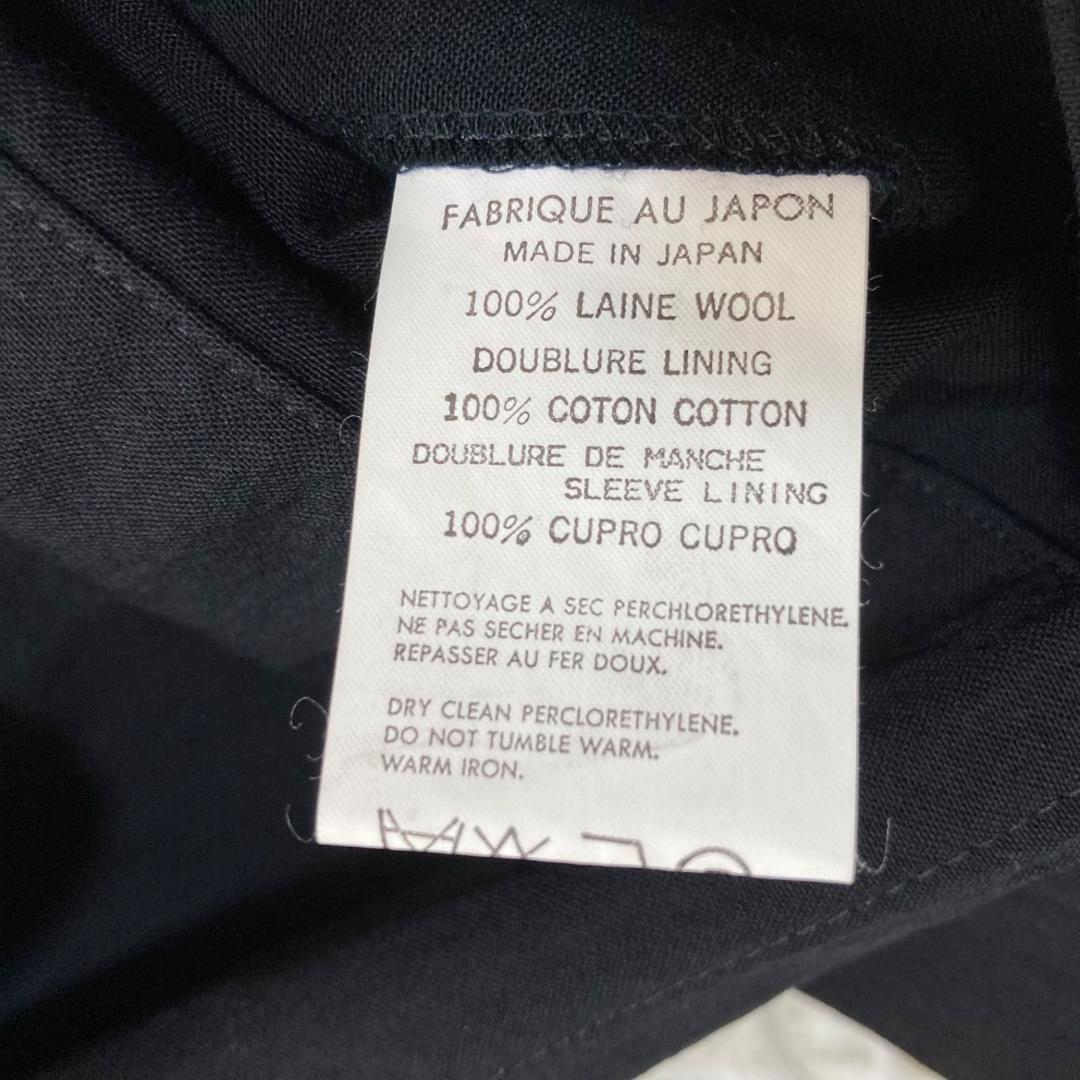 FABRIQUE AU JAPON
MADE IN JAPAN
100% LAINE WOOL
DOUBLURE LINING
100% COTON COTTON
DOUBLURE DE MANCHE
SLEEVE LINING
100% CUPRO CUPRO
NETTOYAGE A SEC PERCHLORETHYLENE.
NE PAS SECHER EN MACHINE.
REPASSER AU FER DOUX.
DRY CLEAN PERCLORETHYLENE.
DO NOT TUMBLE WARM.
WARM IRON.